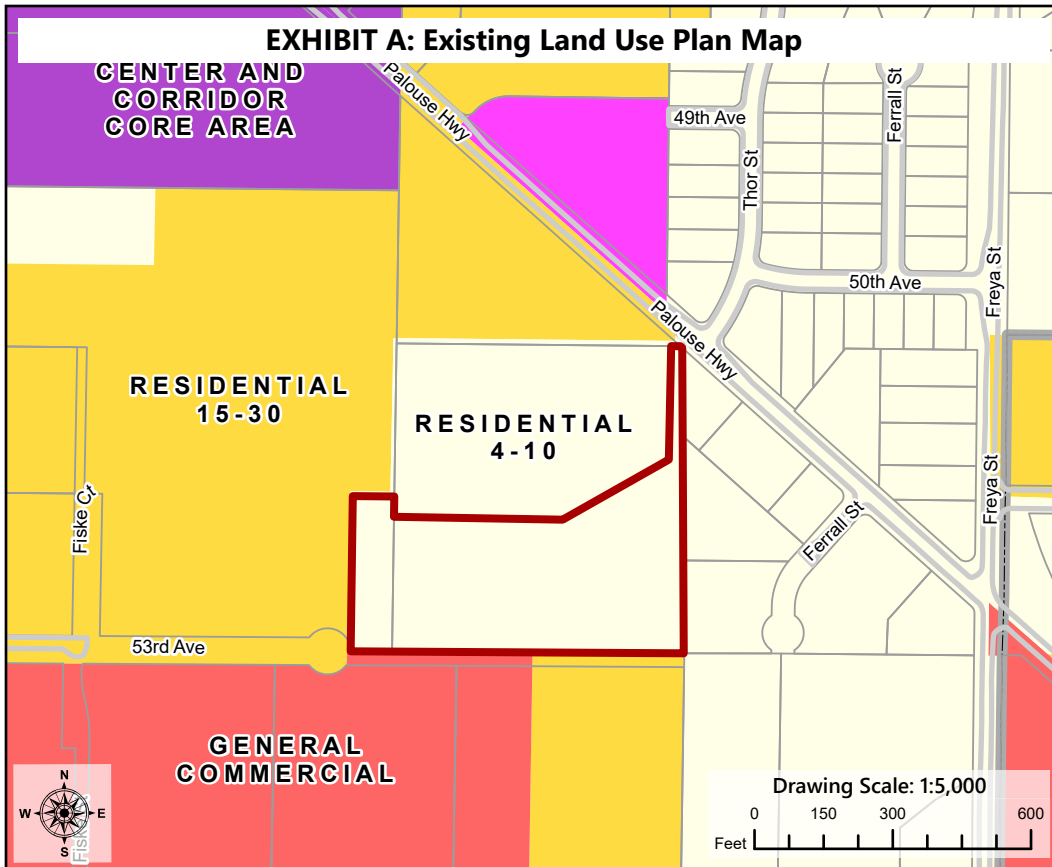 EXHIBIT A: Existing Land Use Plan Map
CENTER AND
CORRIDOR
CORE AREA
Palouse Hwy
49th Ave
Thor St
Ferrall St
50th Ave
Freya St
Palouse Hwy
RESIDENTIAL
15-30
RESIDENTIAL
4-10
Fiske Ct
Ferrall St
Freya St
53rd Ave
GENERAL
COMMERCIAL
N
W
E
S
Drawing Scale: 1:5,000
0 150 300 600
Feet